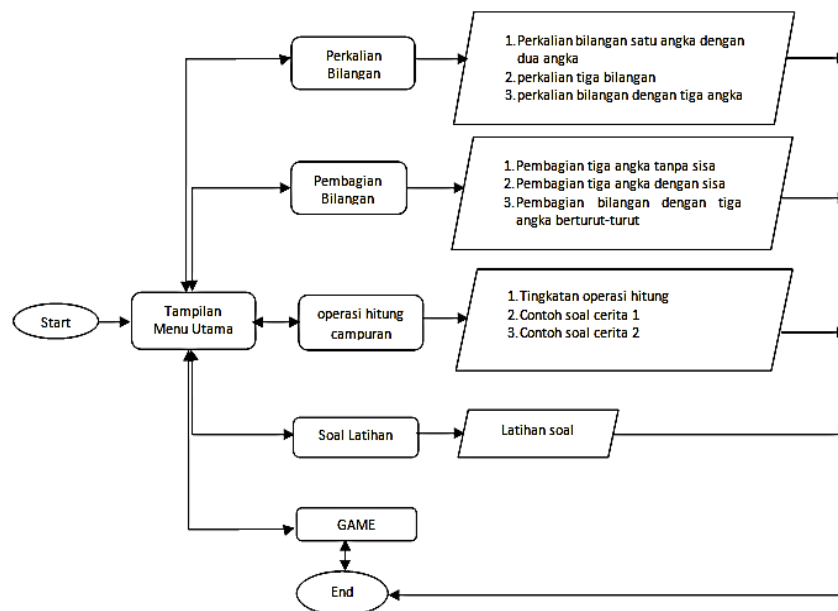 Perkalian
Bilangan
1. Perkalian bilangan satu angka dengan
dua angka
2. perkalian tiga bilangan
3. perkalian bilangan dengan tiga angka
Pembagian
Bilangan
1. Pembagian tiga angka tanpa sisa
2. Pembagian tiga angka dengan sisa
3. Pembagian bilangan dengan tiga
angka berturut-turut
Start
Tampilan
Menu Utama
operasi hitung
campuran
1. Tingkatan operasi hitung
2. Contoh soal cerita 1
3. Contoh soal cerita 2
Soal Latihan
Latihan soal
GAME
End